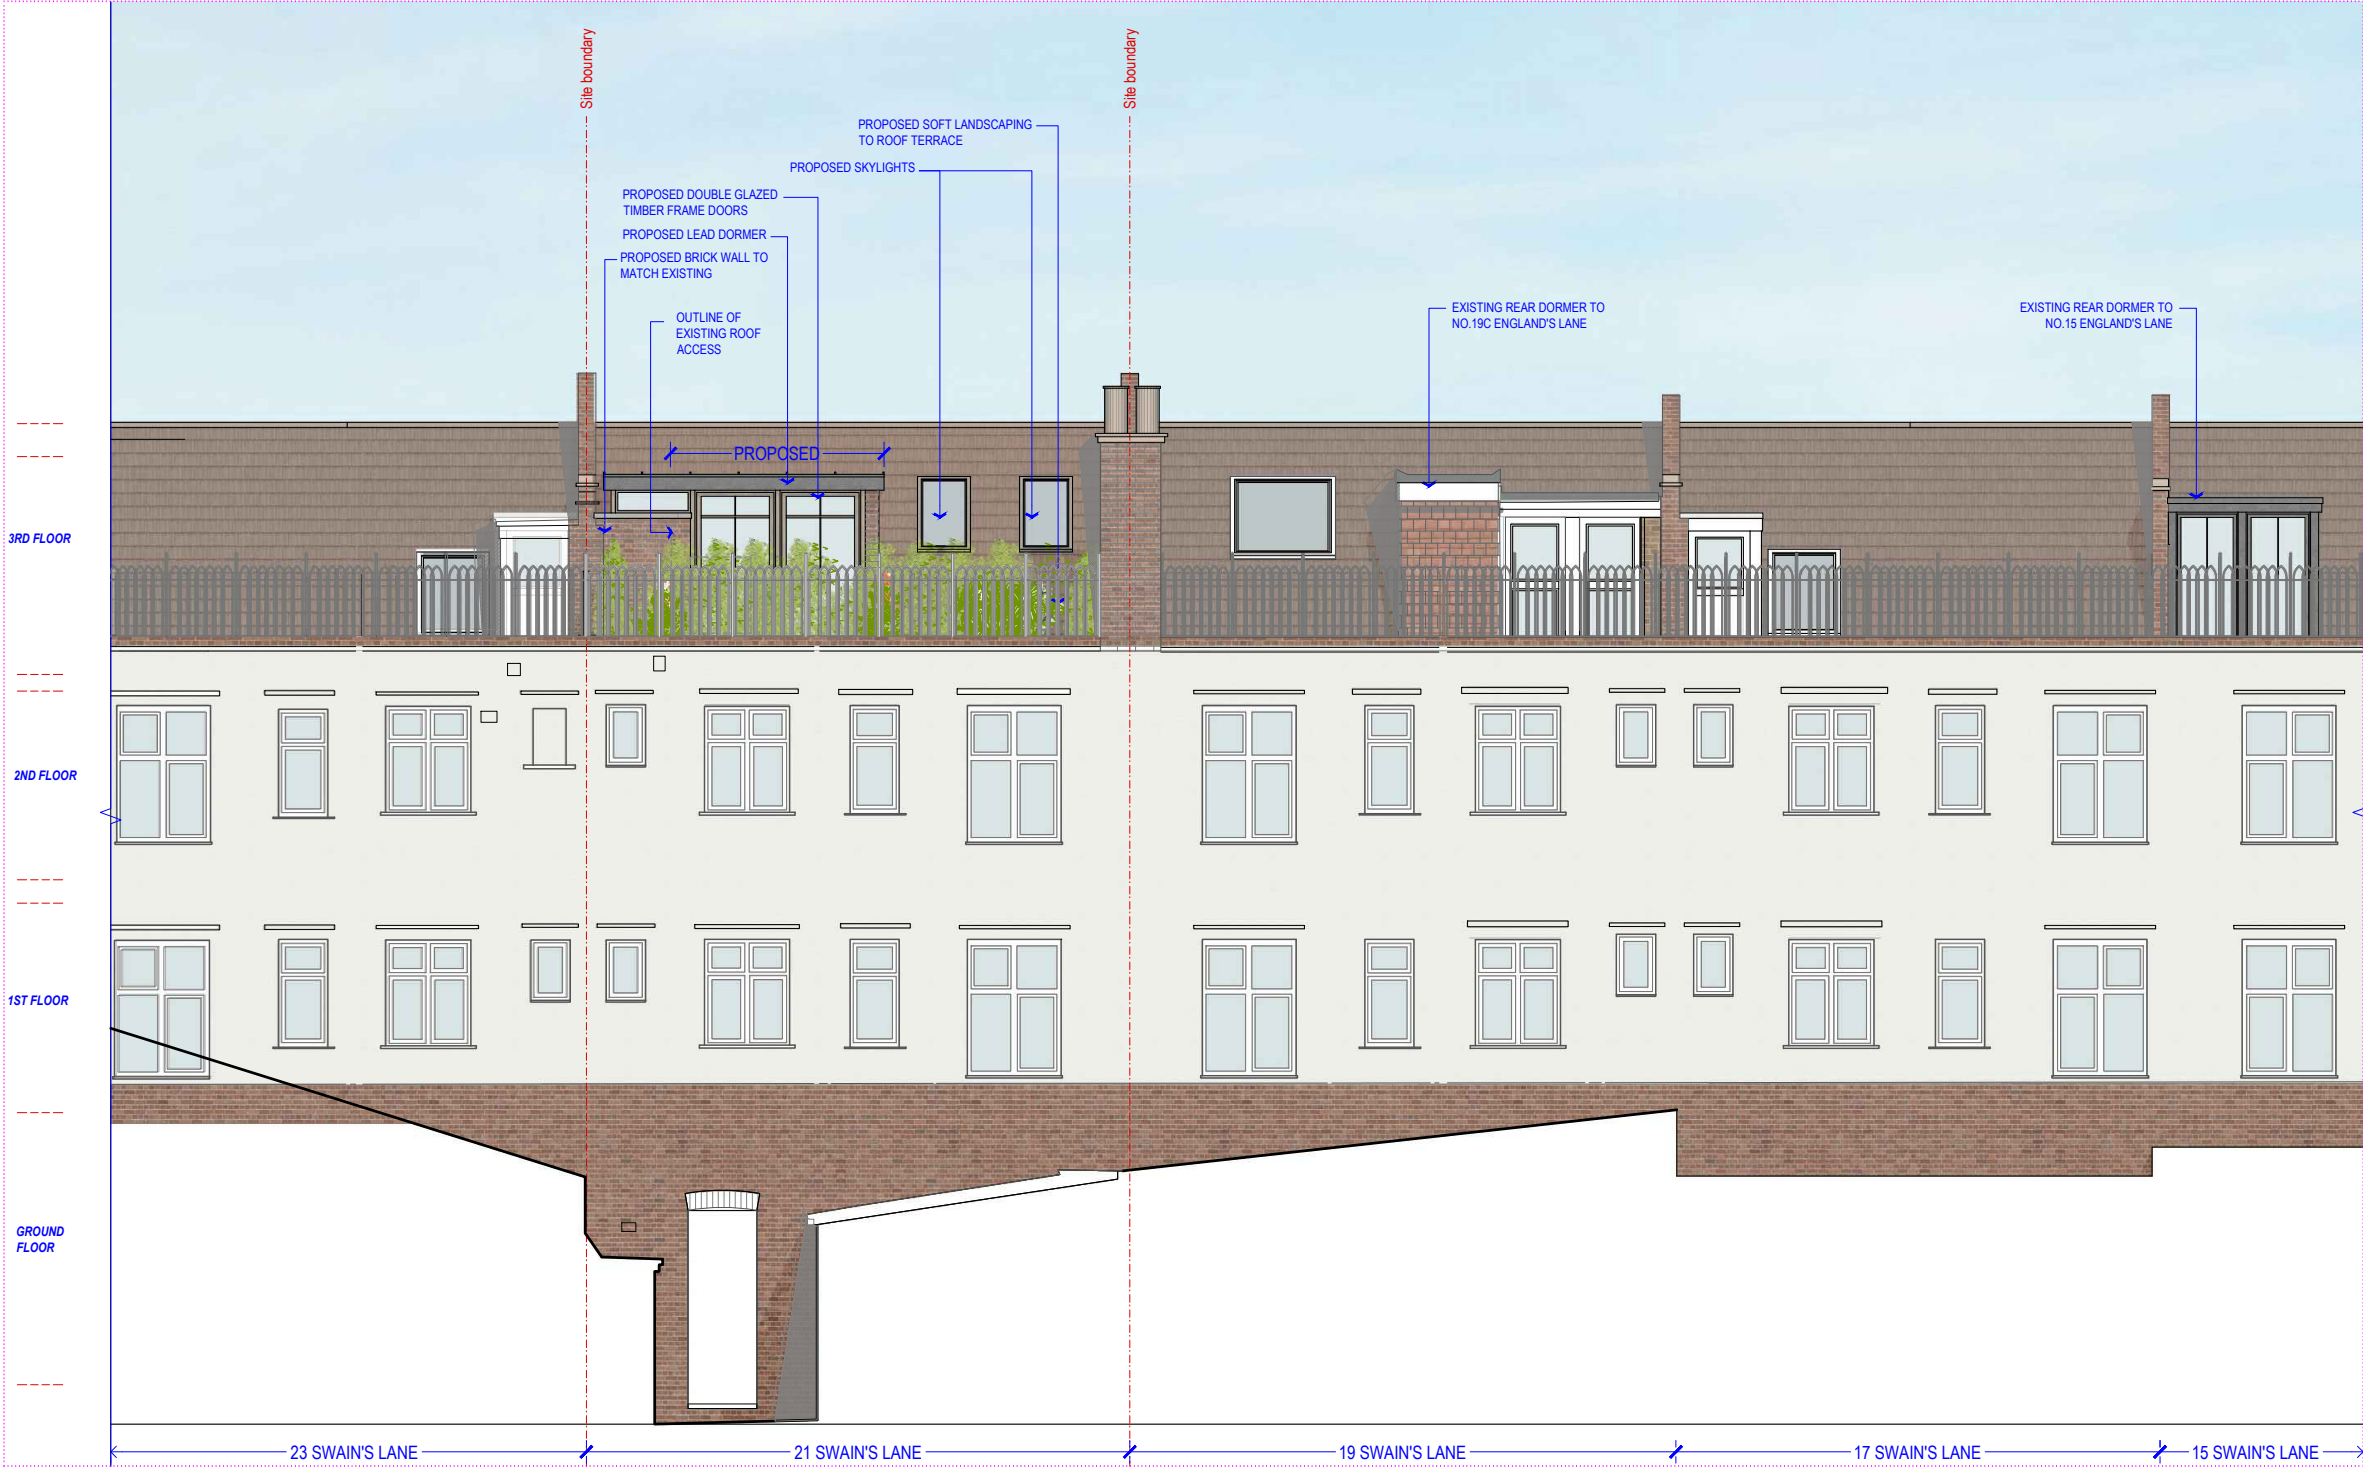 Site boundary
Site boundary
PROPOSED SOFT LANDSCAPING
TO ROOF TERRACE
PROPOSED SKYLIGHTS
PROPOSED DOUBLE GLAZED
TIMBER FRAME DOORS
PROPOSED LEAD DORMER
PROPOSED BRICK WALL TO
MATCH EXISTING
OUTLINE OF
EXISTING ROOF
ACCESS
EXISTING REAR DORMER TO
NO.19C ENGLAND'S LANE
EXISTING REAR DORMER TO
NO.15 ENGLAND'S LANE
PROPOSED
3RD FLOOR
2ND FLOOR
1ST FLOOR
GROUND
FLOOR
23 SWAIN'S LANE
21 SWAIN'S LANE
19 SWAIN'S LANE
17 SWAIN'S LANE
15 SWAIN'S LANE